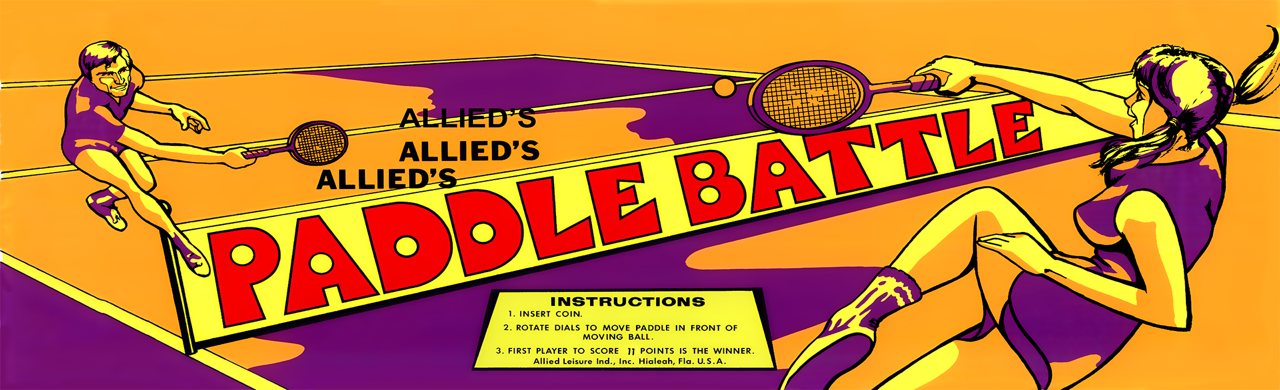 ALLIED'S
ALLIED'S
ALLIED'S
PADDLE BATTLE
INSTRUCTIONS
1. INSERT COIN.
2. ROTATE DIALS TO MOVE PADDLE IN FRONT OF
MOVING BALL.
3. FIRST PLAYER TO SCORE 11 POINTS IS THE WINNER.
Allied Leisure Ind., Inc. Hialeah, Fla. U.S.A.